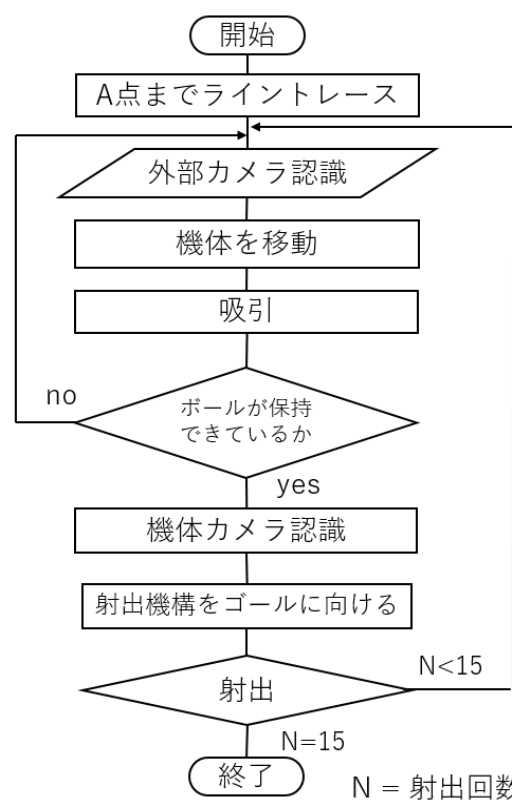 開始
A点までライントレース
外部カメラ認識
機体を移動
吸引
no
ボールが保持
できているか
yes
機体カメラ認識
射出機構をゴールに向ける
N<15
射出
N=15
終了
N = 射出回数